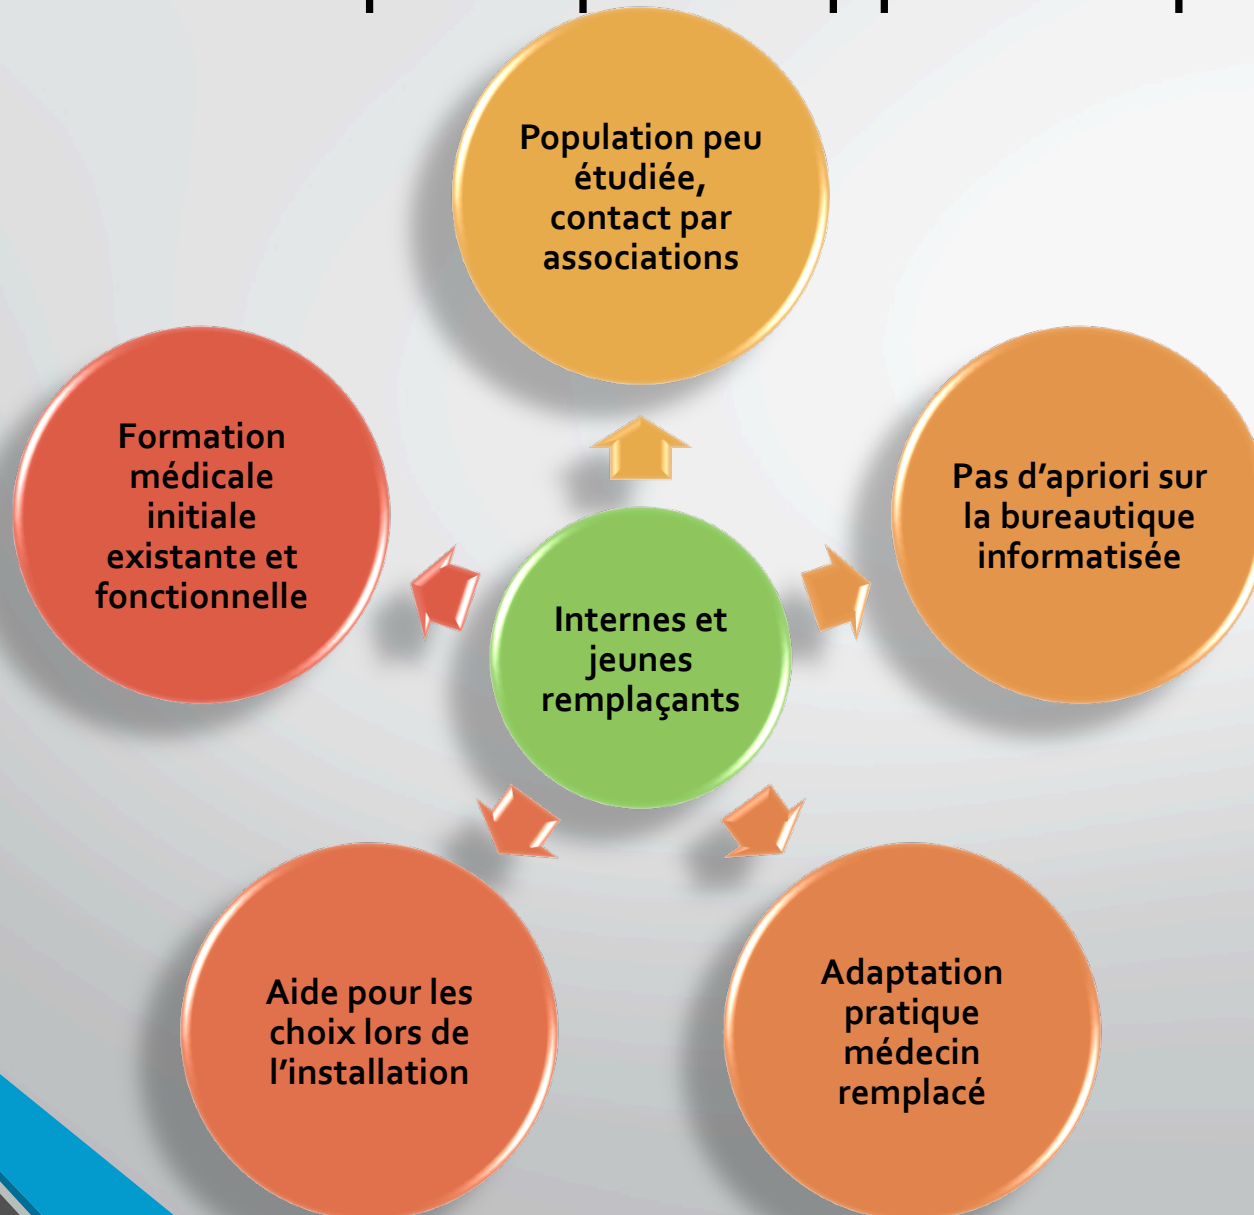 Population peu
étudiée,
contact par
associations
Pas d’apriori sur
la bureautique
informatisée
Adaptation
pratique
médecin
remplacé
Aide pour les
choix lors de
l’installation
Formation
médicale
initiale
existante et
fonctionnelle
Internes et
jeunes
remplaçants